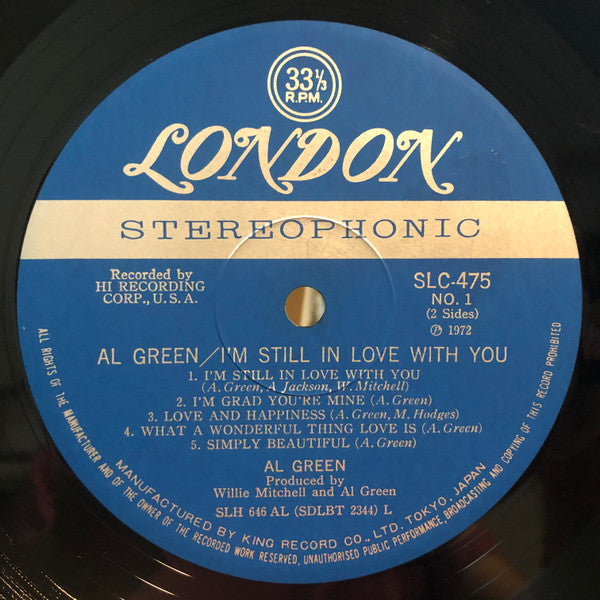 33⅓
R.P.M.
LONDON
STEREOPHONIC
Recorded by
HI RECORDING
CORP., U.S.A.
SLC-475
NO. 1
(2 Sides)
Ⓟ 1972
AL GREEN/I'M STILL IN LOVE WITH YOU
1. I'M STILL IN LOVE WITH YOU
(A. Green, A Jackson, W. Mitchell)
2. I'M GRAD YOU'RE MINE (A. Green)
3. LOVE AND HAPPINESS (A. Green, M. Hodges)
4. WHAT A WONDERFUL THING LOVE IS (A. Green)
5. SIMPLY BEAUTIFUL (A. Green)
AL GREEN
Produced by
Willie Mitchell and Al Green
SLH 646 AL (SDLBT 2344) L
MANUFACTURED BY KING RECORD CO., LTD. TOKYO, JAPAN
ALL RIGHTS OF THE MANUFACTURER AND OF THE OWNER OF THE RECORDED WORK RESERVED, UNAUTHORISED PUBLIC PERFORMANCE, BROADCASTING AND COPYING OF THIS RECORD PROHIBITED